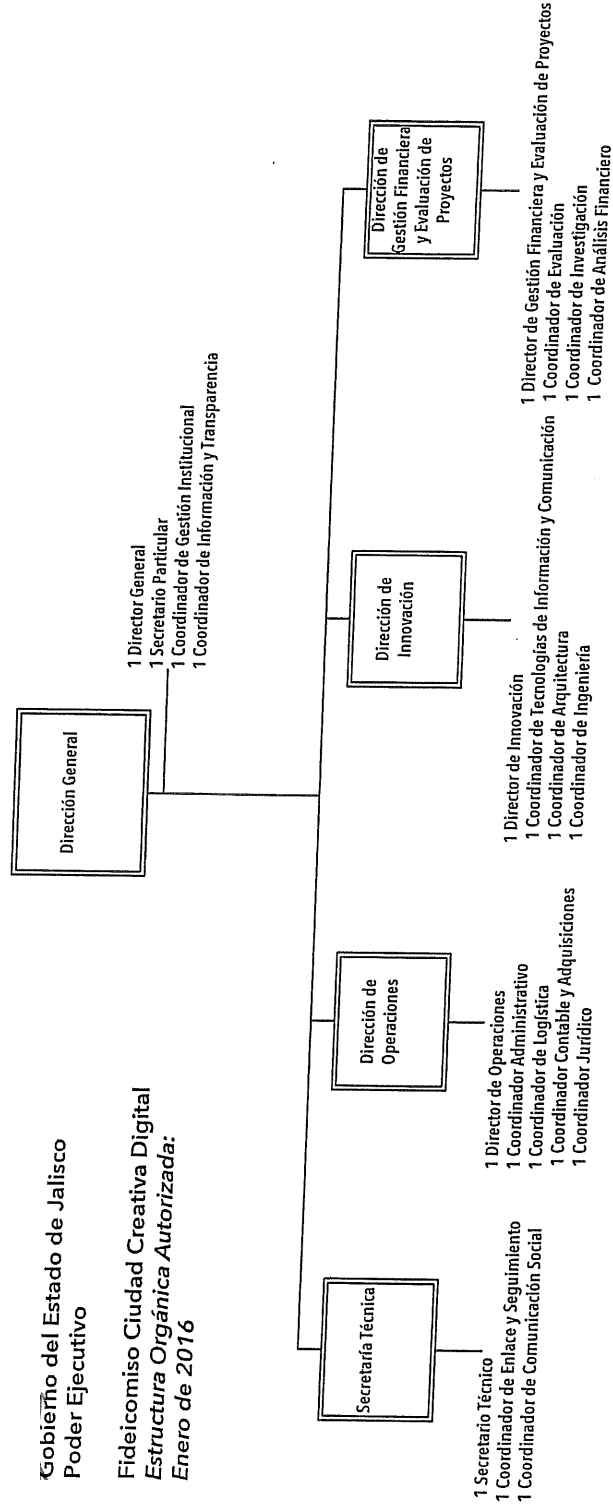 Gobierno del Estado de Jalisco
Poder Ejecutivo
Fideicomiso Ciudad Creativa Digital
Estructura Orgánica Autorizada:
Enero de 2016
Dirección General
1 Director General
1 Secretario Particular
1 Coordinador de Gestión Institucional
1 Coordinador de Información y Transparencia
Secretaría Técnica
1 Secretario Técnico
1 Coordinador de Enlace y Seguimiento
1 Coordinador de Comunicación Social
Dirección de
Operaciones
1 Director de Operaciones
1 Coordinador Administrativo
1 Coordinador de Logística
1 Coordinador Contable y Adquisiciones
1 Coordinador Jurídico
Dirección de
Innovación
1 Director de Innovación
1 Coordinador de Tecnologías de Información y Comunicación
1 Coordinador de Arquitectura
1 Coordinador de Ingeniería
Dirección de
Gestión Financiera
y Evaluación de
Proyectos
1 Director de Gestión Financiera y Evaluación de Proyectos
1 Coordinador de Evaluación
1 Coordinador de Investigación
1 Coordinador de Análisis Financiero